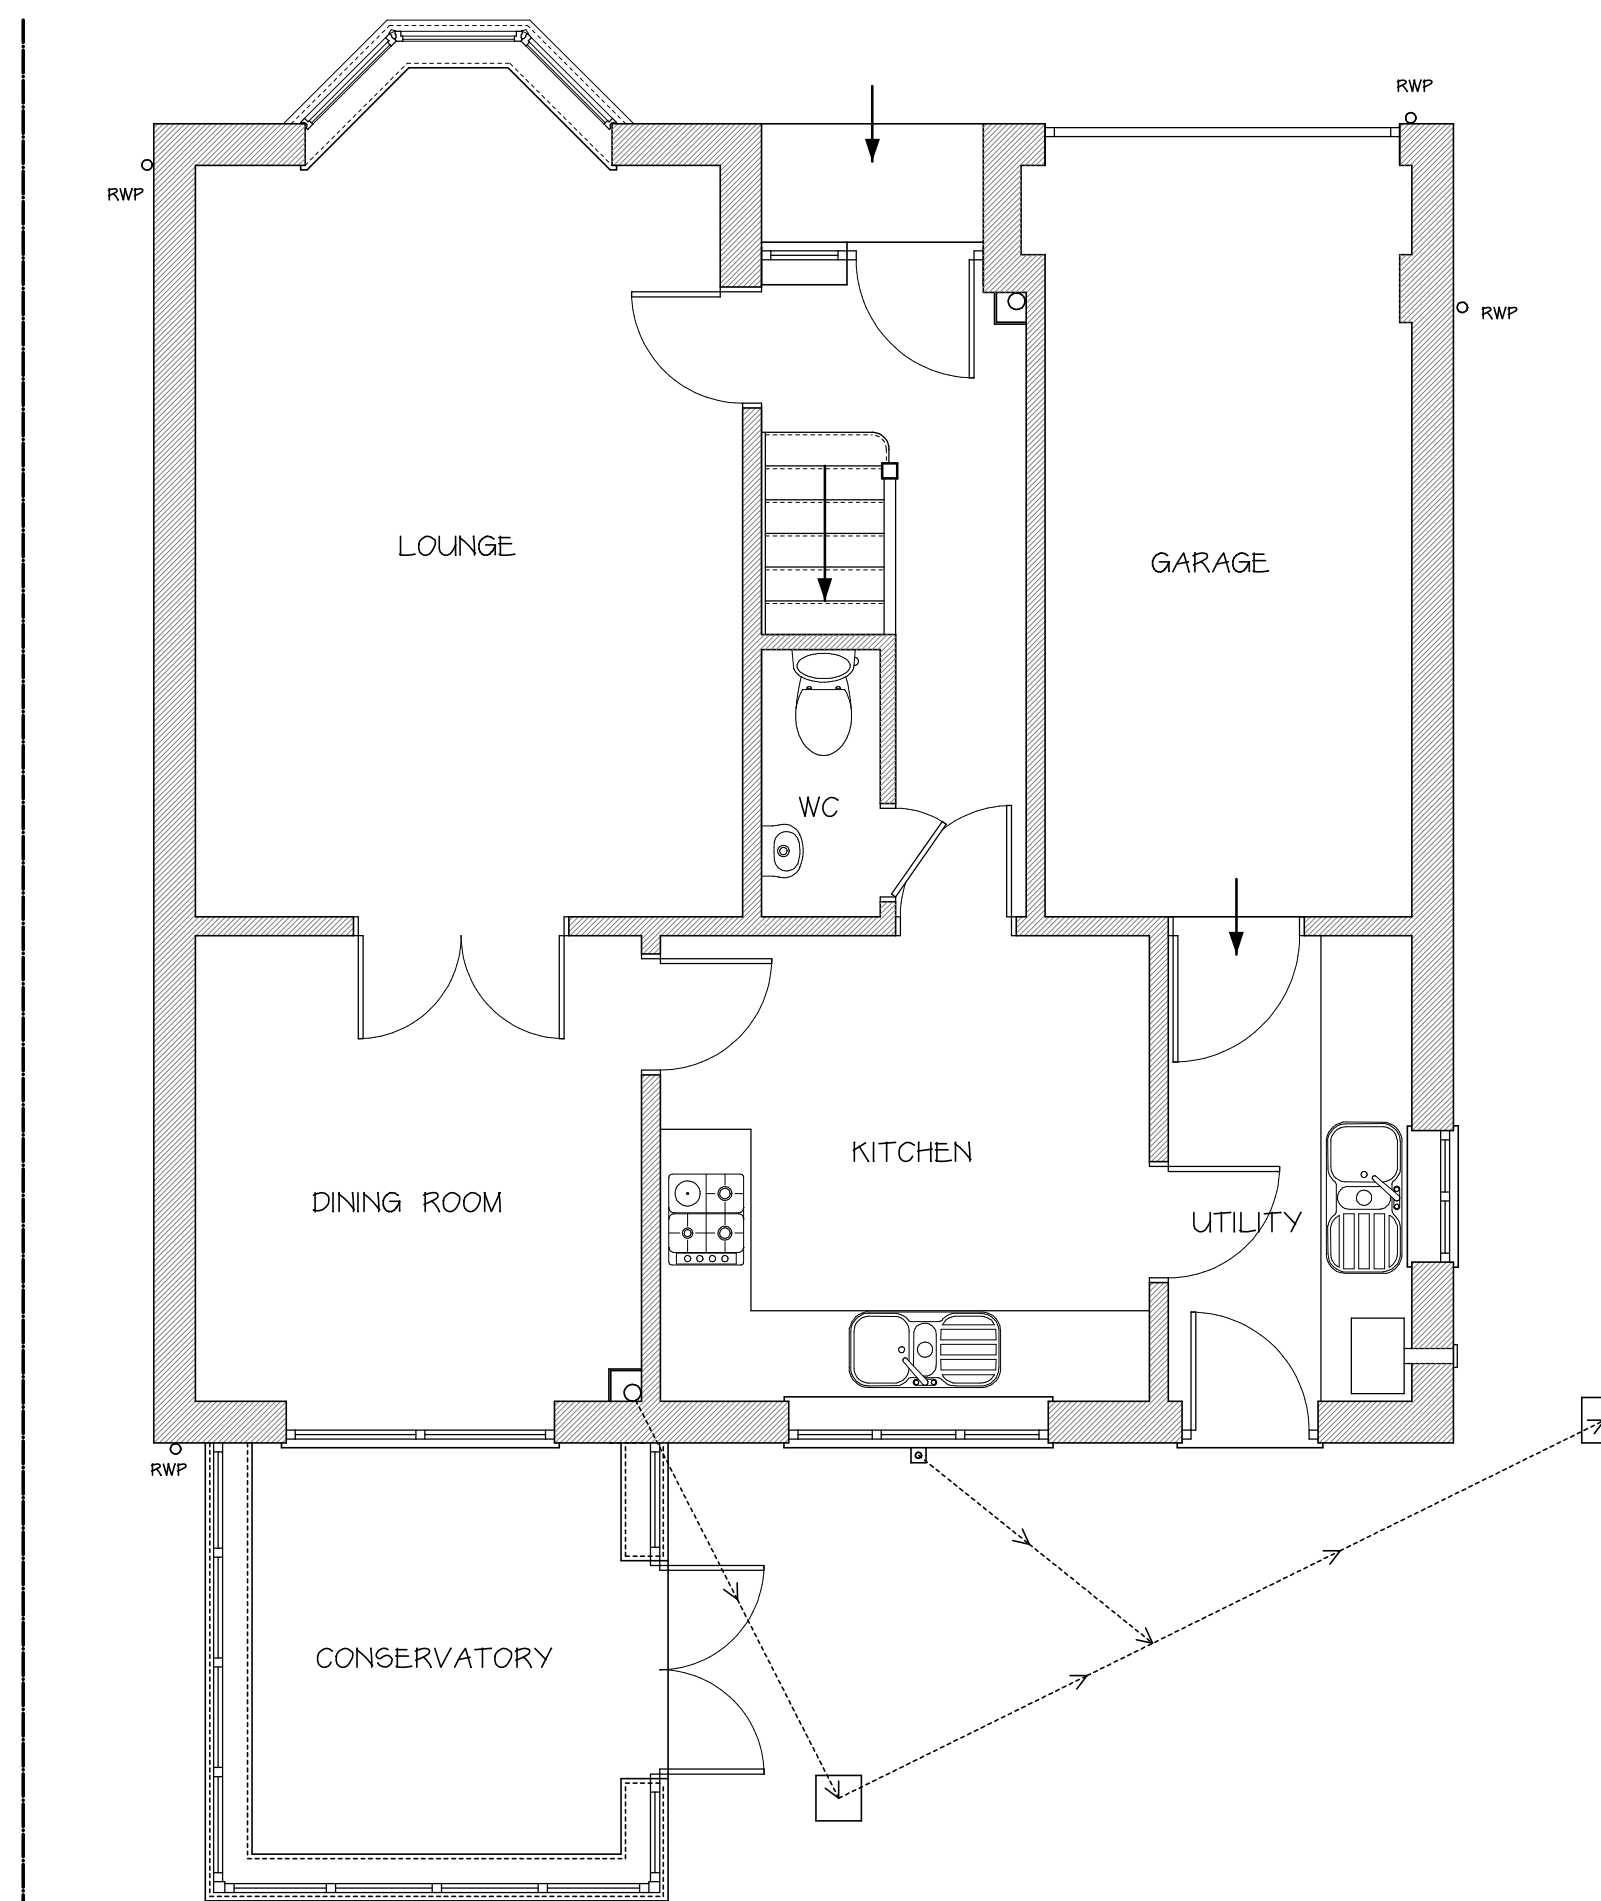 RWP
RWP
RWP
LOUNGE
GARAGE
WC
KITCHEN
DINING ROOM
UTILITY
RWP
CONSERVATORY